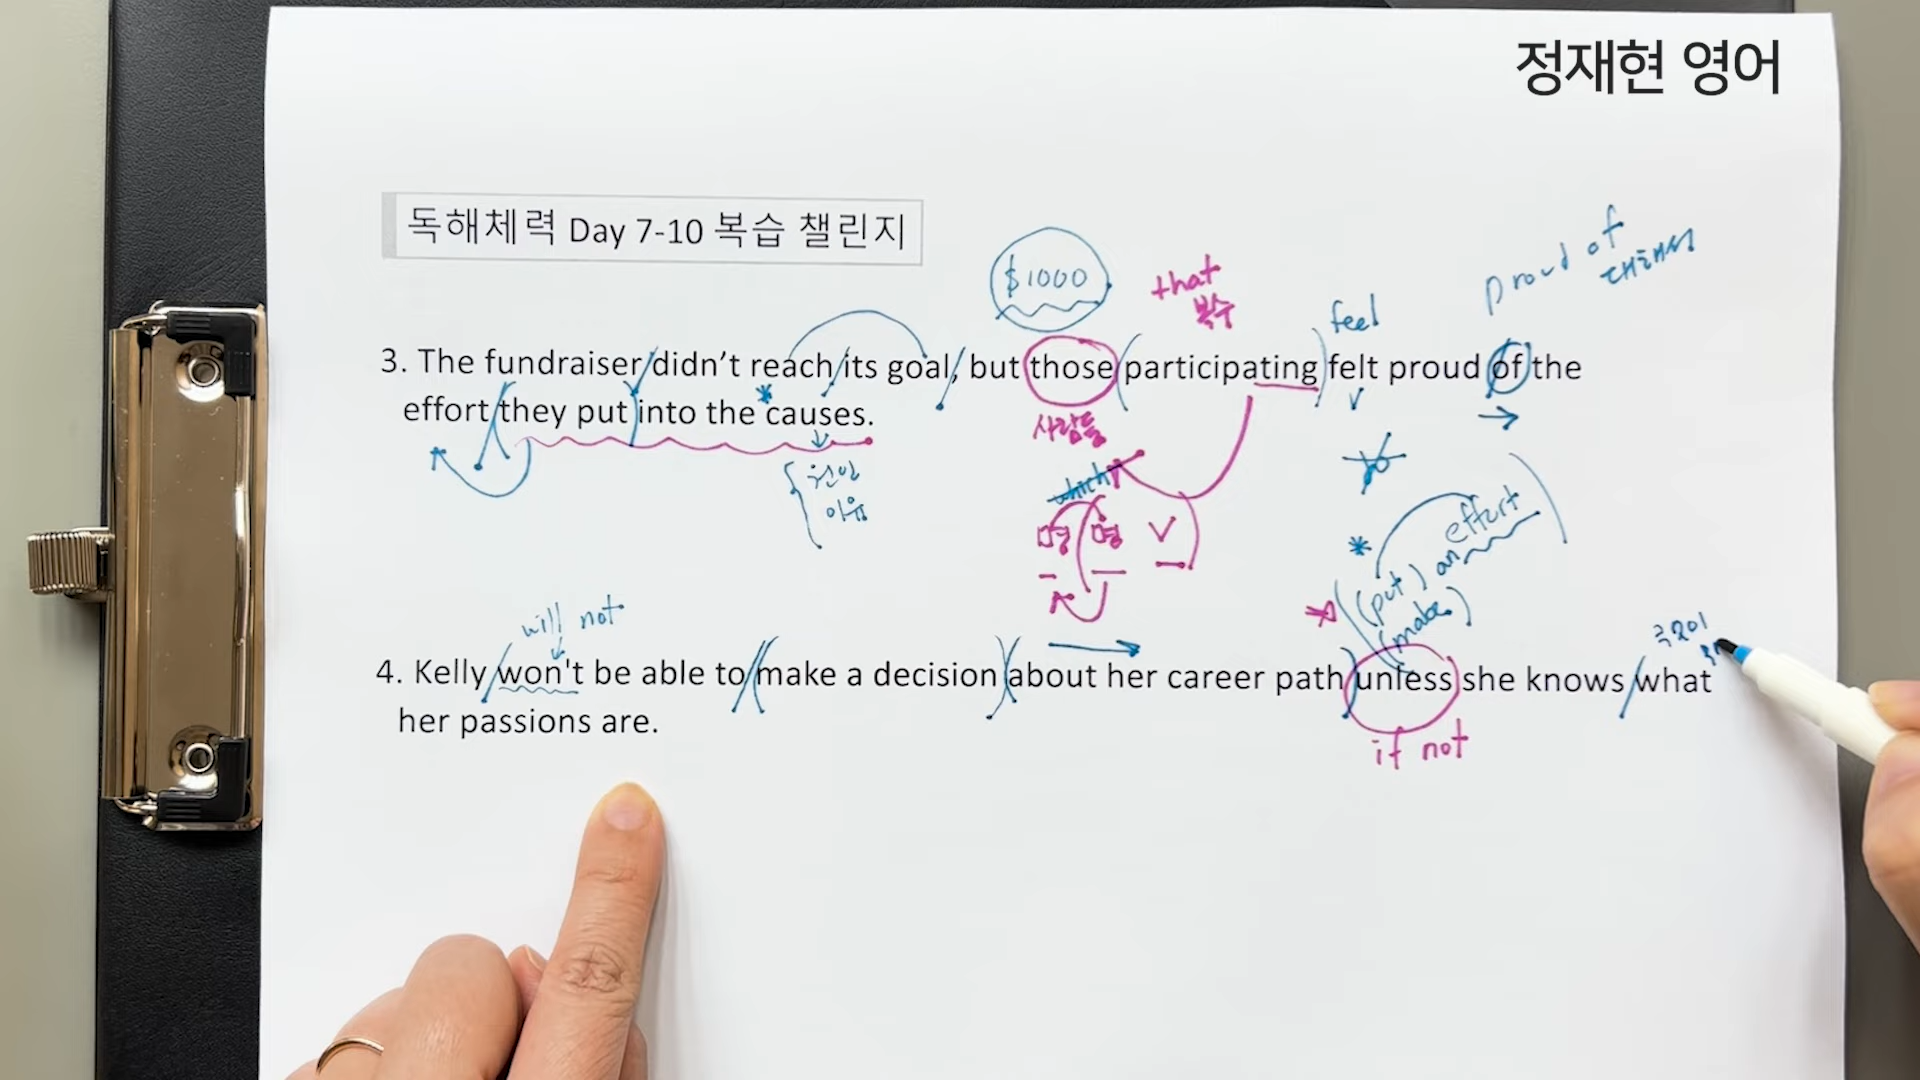 정재현 영어
독해체력 Day 7-10 복습 챌린지
proud of
대해서
$1000
that
복수
feel
3. The fundraiser didn't reach its goal, but those participating felt proud of the
effort they put into the causes.
사람들
원인
이유
which
명 명 V
(put) an effort
(make)
will not
4. Kelly won't be able to make a decision about her career path unless she knows what
her passions are.
if not